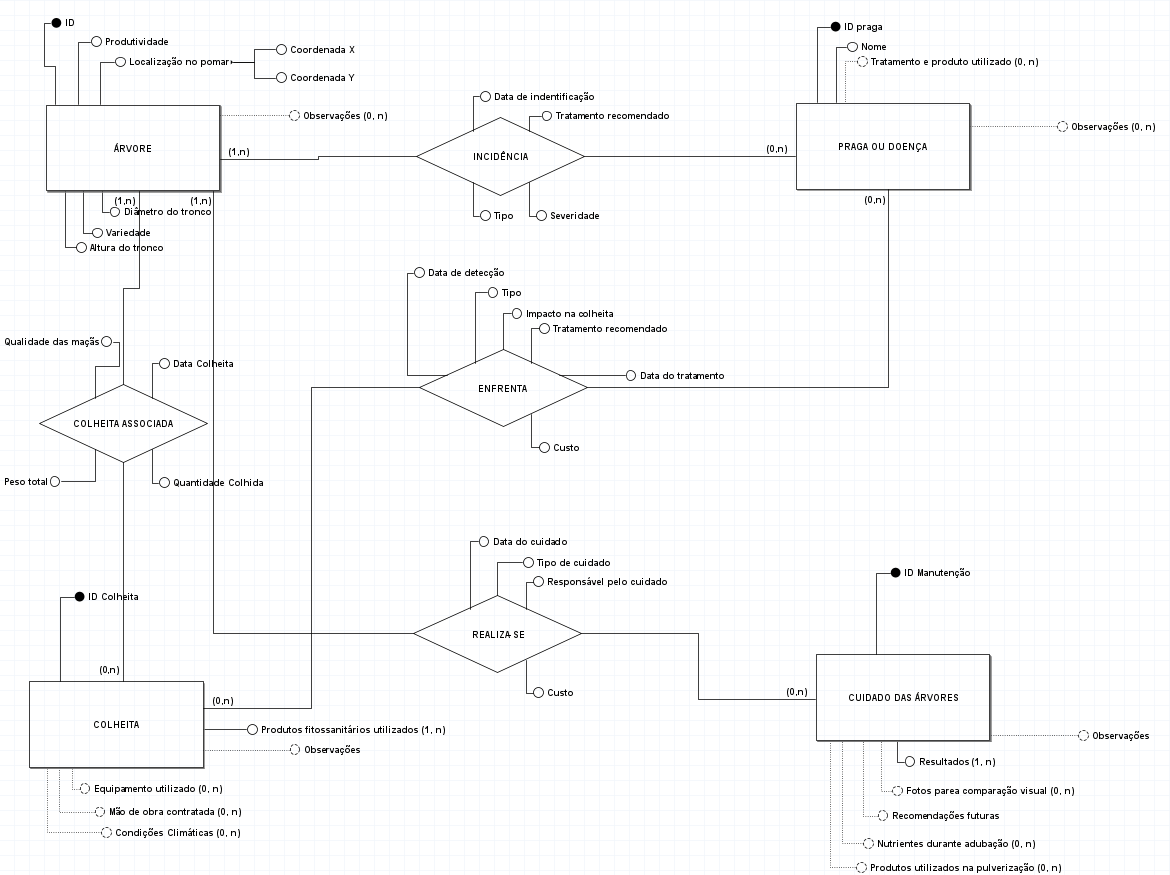 ID
Produtividade
Localização no pomar
Coordenada X
Coordenada Y
Observações (0, n)
ÁRVORE
(1,n)
(1,n)
(1,n)
Diâmetro do tronco
Variedade
Altura do tronco
Data de indentificação
Tratamento recomendado
INCIDÊNCIA
Tipo
Severidade
(0,n)
ID praga
Nome
Tratamento e produto utilizado (0, n)
Observações (0, n)
PRAGA OU DOENÇA
(0,n)
Data de detecção
Tipo
Impacto na colheita
Tratamento recomendado
Data do tratamento
ENFRENTA
Custo
Qualidade das maçãs
Data Colheita
COLHEITA ASSOCIADA
Peso total
Quantidade Colhida
Data do cuidado
Tipo de cuidado
Responsável pelo cuidado
REALIZA-SE
Custo
ID Colheita
(0,n)
(0,n)
COLHEITA
Produtos fitossanitários utilizados (1, n)
Observações
Equipamento utilizado (0, n)
Mão de obra contratada (0, n)
Condições Climáticas (0, n)
ID Manutenção
(0,n)
CUIDADO DAS ÁRVORES
Observações
Resultados (1, n)
Fotos parea comparação visual (0, n)
Recomendações futuras
Nutrientes durante adubação (0, n)
Produtos utilizados na pulverização (0, n)